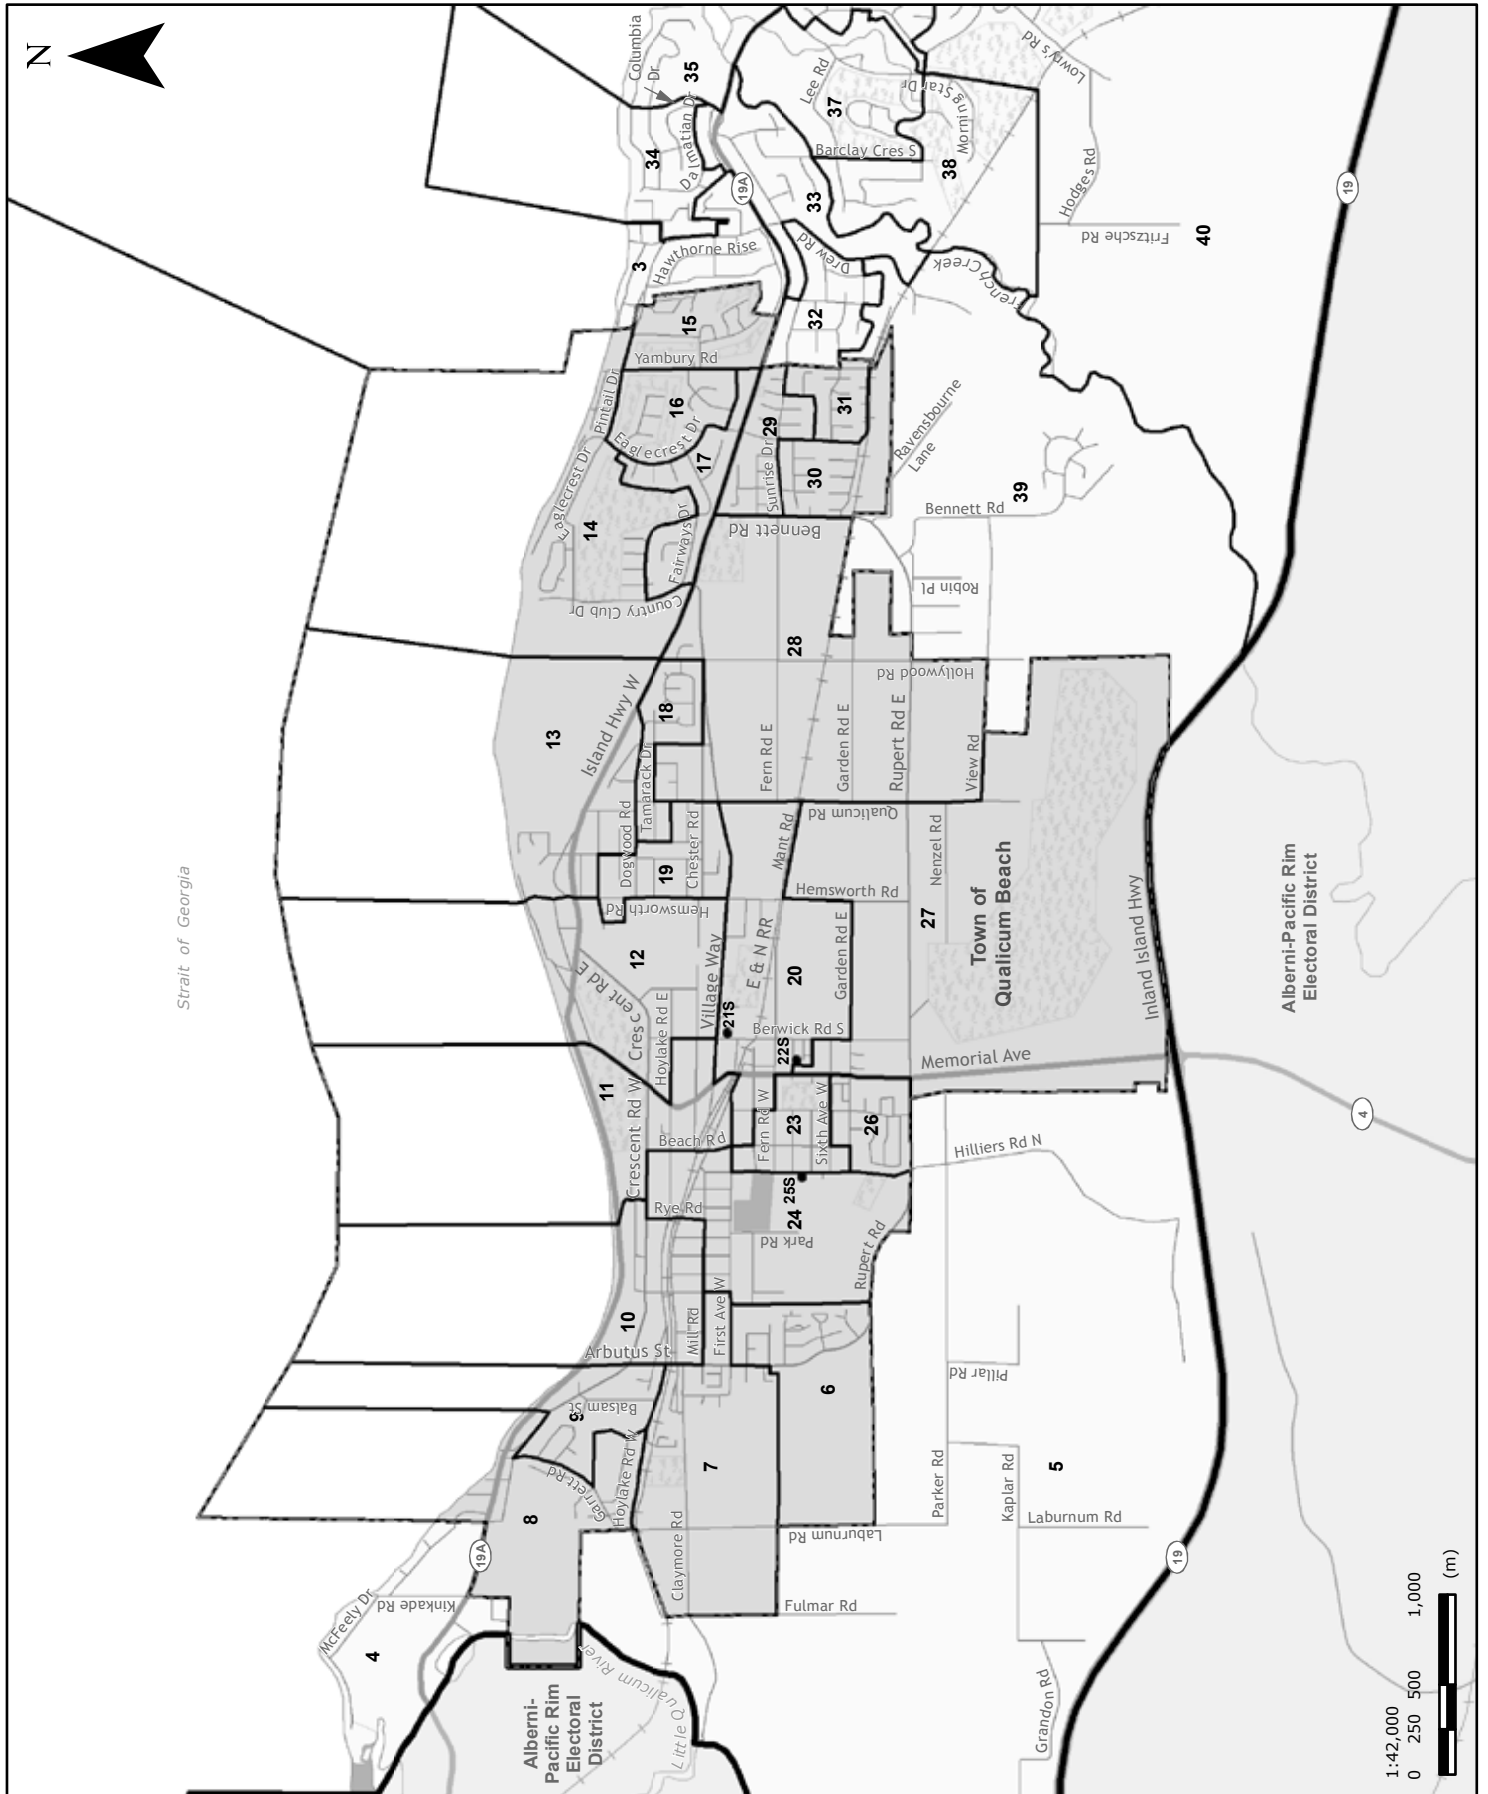 N
Strait of Georgia
Columbia
Dr
35
34
Dalmatian Dr
Lee Rd
37
Morning Star Dr
Lowry's Rd
Barclay Cres S
38
33
19A
Hodges Rd
Fritzsche Rd
40
19
3
Hawthorne Rise
Drew Rd
French Creek
15
32
Yambury Rd
Pintail Dr
16
Eaglecrest Dr
17
29
31
Sunrise Dr
30
Ravensbourne
Lane
39
Bennett Rd
Eaglecrest Dr
14
Fairways Dr
Bennett Rd
Country Club Dr
Robin Pl
28
Hollywood Rd
13
Island Hwy W
18
Tamarack Dr
Fern Rd E
Garden Rd E
Rupert Rd E
View Rd
Dogwood Rd
19
Chester Rd
Mant Rd
Qualicum Rd
Nenzel Rd
Hemsworth Rd
Hemsworth Rd
27
Town of
Qualicum Beach
Inland Island Hwy
Alberni-Pacific Rim
Electoral District
12
Crescent Rd E
Hoylake Rd E
Village Way
E & N RR
20
Garden Rd E
21S
Berwick Rd S
22S
Memorial Ave
11
Crescent Rd W
Beach Rd
Fern Rd W
23
Sixth Ave W
26
Hilliers Rd N
4
Rye Rd
25S
24
Park Rd
Rupert Rd
10
Arbutus St
Mill Rd
First Ave W
6
Pillar Rd
9
Balsam St
7
Garrett Rd
Hoylake Rd W
8
Claymore Rd
Laburnum Rd
Parker Rd
Kaplar Rd
5
Laburnum Rd
19
19A
Kinkade Rd
McFeely Dr
4
Fulmar Rd
Little Qualicum River
Alberni-
Pacific Rim
Electoral
District
Grandon Rd
1:42,000
0 250 500 1,000
(m)